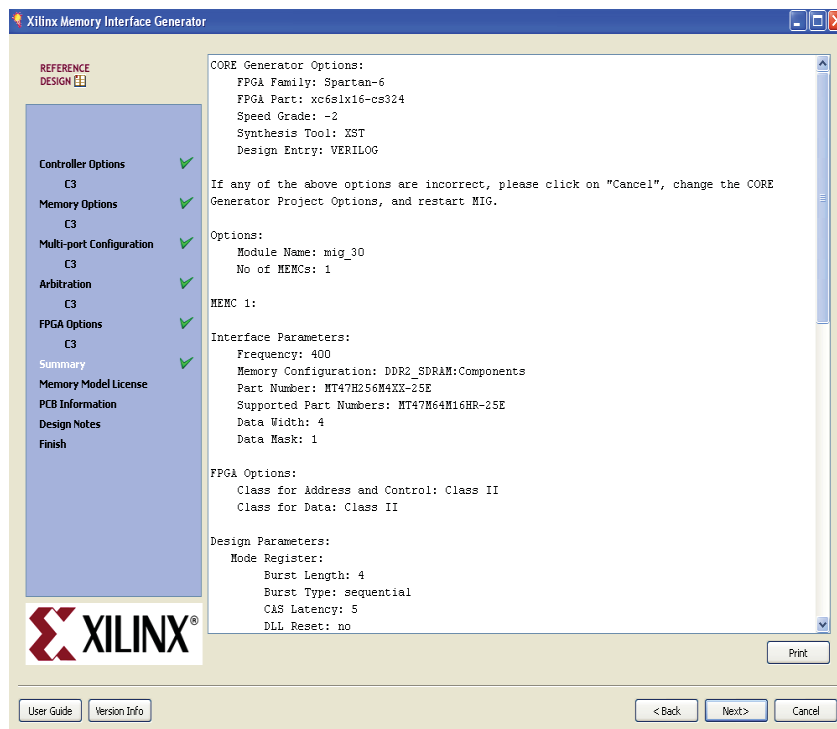 Xilinx Memory Interface Generator
REFERENCE
DESIGN
Controller Options
C3
Memory Options
C3
Multi-port Configuration
C3
Arbitration
C3
FPGA Options
C3
Summary
Memory Model License
PCB Information
Design Notes
Finish
XILINX®
CORE Generator Options:
FPGA Family: Spartan-6
FPGA Part: xc6slx16-cs324
Speed Grade: -2
Synthesis Tool: XST
Design Entry: VERILOG
If any of the above options are incorrect, please click on "Cancel", change the CORE
Generator Project Options, and restart MIG.
Options:
Module Name: mig_30
No of MEMCs: 1
MEMC 1:
Interface Parameters:
Frequency: 400
Memory Configuration: DDR2_SDRAM:Components
Part Number: MT47H256M4XX-25E
Supported Part Numbers: MT47M64M16HR-25E
Data Width: 4
Data Mask: 1
FPGA Options:
Class for Address and Control: Class II
Class for Data: Class II
Design Parameters:
Mode Register:
Burst Length: 4
Burst Type: sequential
CAS Latency: 5
DLL Reset: no
Print
User Guide
Version Info
< Back
Next>
Cancel